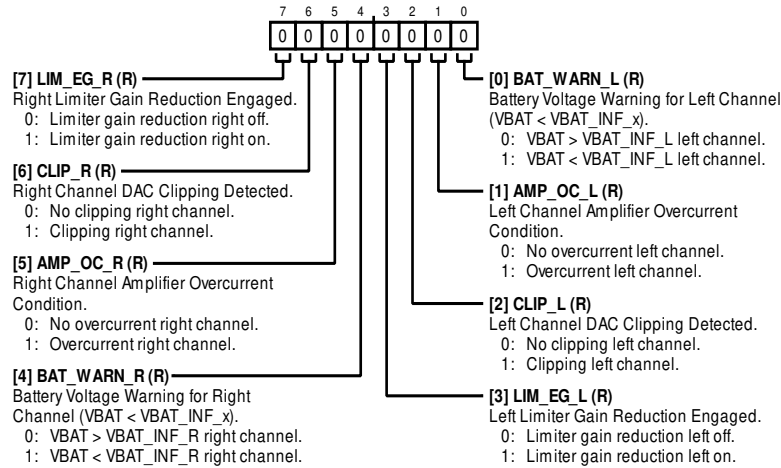 7 6 5 4 3 2 1 0
0 0 0 0 0 0 0 0
[7] LIM_EG_R (R)
Right Limiter Gain Reduction Engaged.
0: Limiter gain reduction right off.
1: Limiter gain reduction right on.
[6] CLIP_R (R)
Right Channel DAC Clipping Detected.
0: No clipping right channel.
1: Clipping right channel.
[5] AMP_OC_R (R)
Right Channel Amplifier Overcurrent
Condition.
0: No overcurrent right channel.
1: Overcurrent right channel.
[4] BAT_WARN_R (R)
Battery Voltage Warning for Right
Channel (VBAT < VBAT_INF_x).
0: VBAT > VBAT_INF_R right channel.
1: VBAT < VBAT_INF_R right channel.
[0] BAT_WARN_L (R)
Battery Voltage Warning for Left Channel
(VBAT < VBAT_INF_x).
0: VBAT > VBAT_INF_L left channel.
1: VBAT < VBAT_INF_L left channel.
[1] AMP_OC_L (R)
Left Channel Amplifier Overcurrent
Condition.
0: No overcurrent left channel.
1: Overcurrent left channel.
[2] CLIP_L (R)
Left Channel DAC Clipping Detected.
0: No clipping left channel.
1: Clipping left channel.
[3] LIM_EG_L (R)
Left Limiter Gain Reduction Engaged.
0: Limiter gain reduction left off.
1: Limiter gain reduction left on.